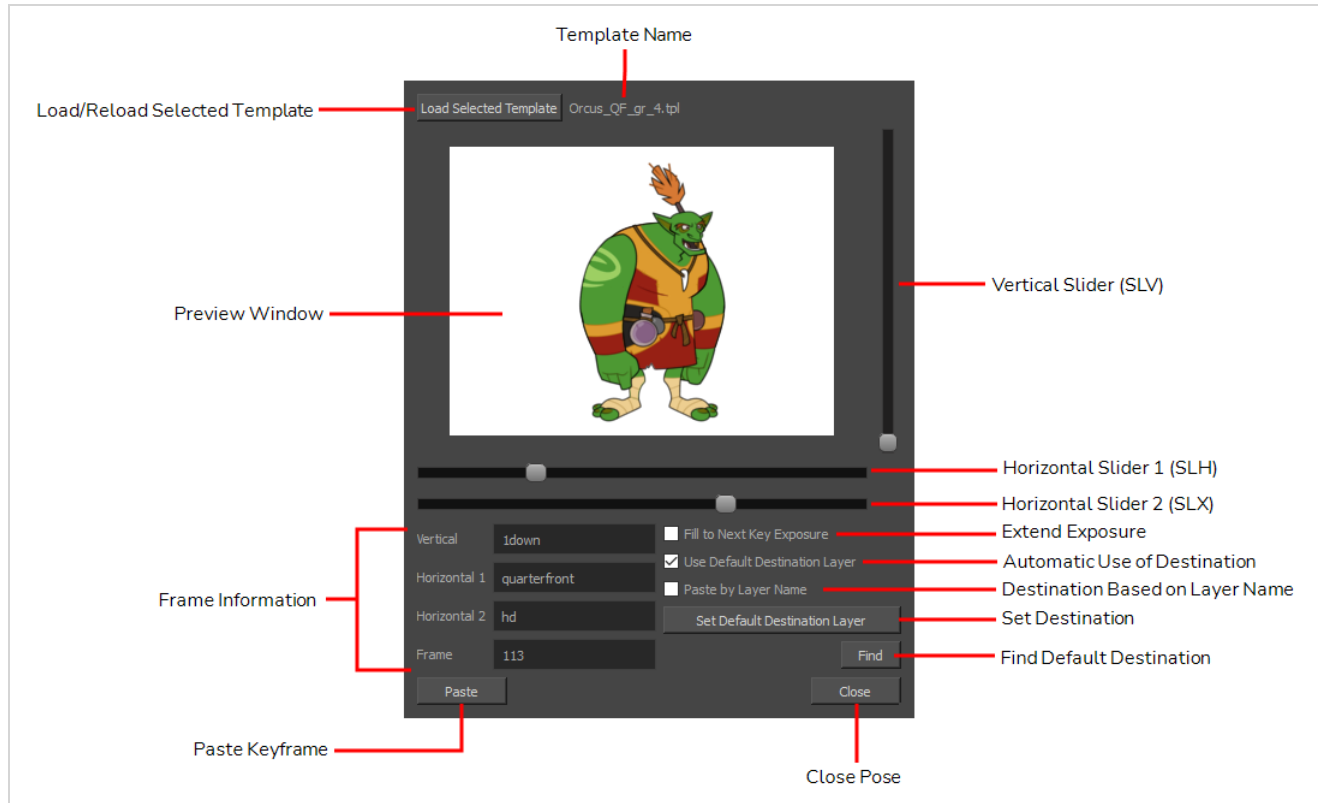 Template Name
Load/Reload Selected Template
Load Selected Template
Orcus_QF_gr_4.tpl
Preview Window
Vertical Slider (SLV)
Horizontal Slider 1 (SLH)
Horizontal Slider 2 (SLX)
Frame Information
Vertical
1down
Fill to Next Key Exposure
Extend Exposure
Horizontal 1
quarterfront
Use Default Destination Layer
Automatic Use of Destination
Paste by Layer Name
Destination Based on Layer Name
Horizontal 2
hd
Set Default Destination Layer
Set Destination
Frame
113
Find
Find Default Destination
Paste
Close
Paste Keyframe
Close Pose